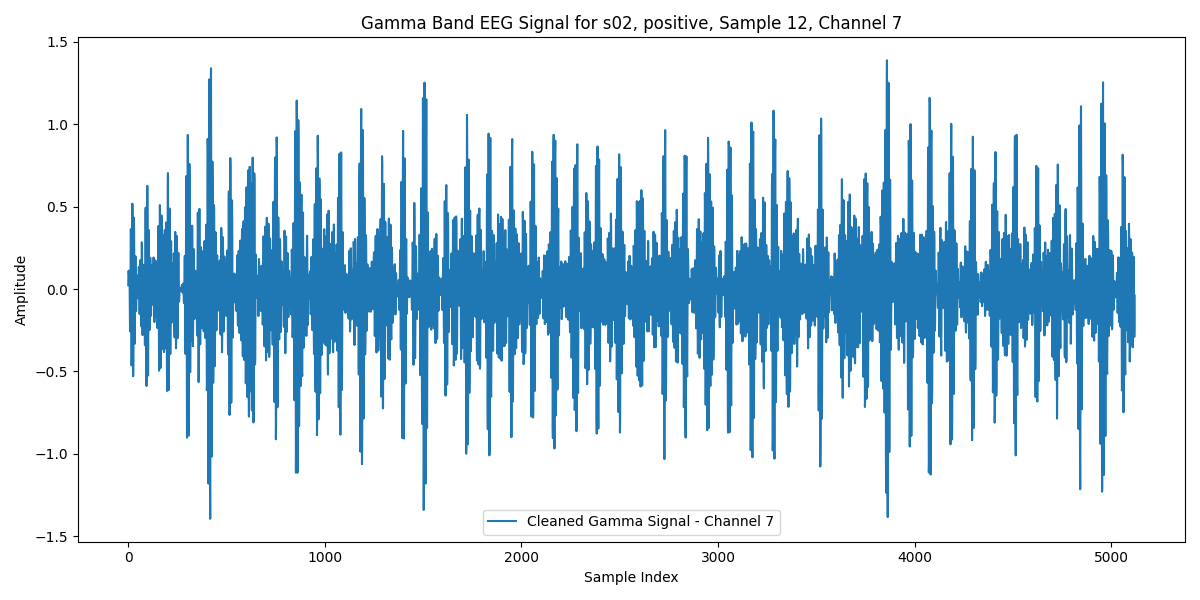 Gamma Band EEG Signal for s02, positive, Sample 12, Channel 7
1.5
1.0
0.5
0.0
−0.5
−1.0
−1.5
Amplitude
Cleaned Gamma Signal - Channel 7
0 1000 2000 3000 4000 5000
Sample Index